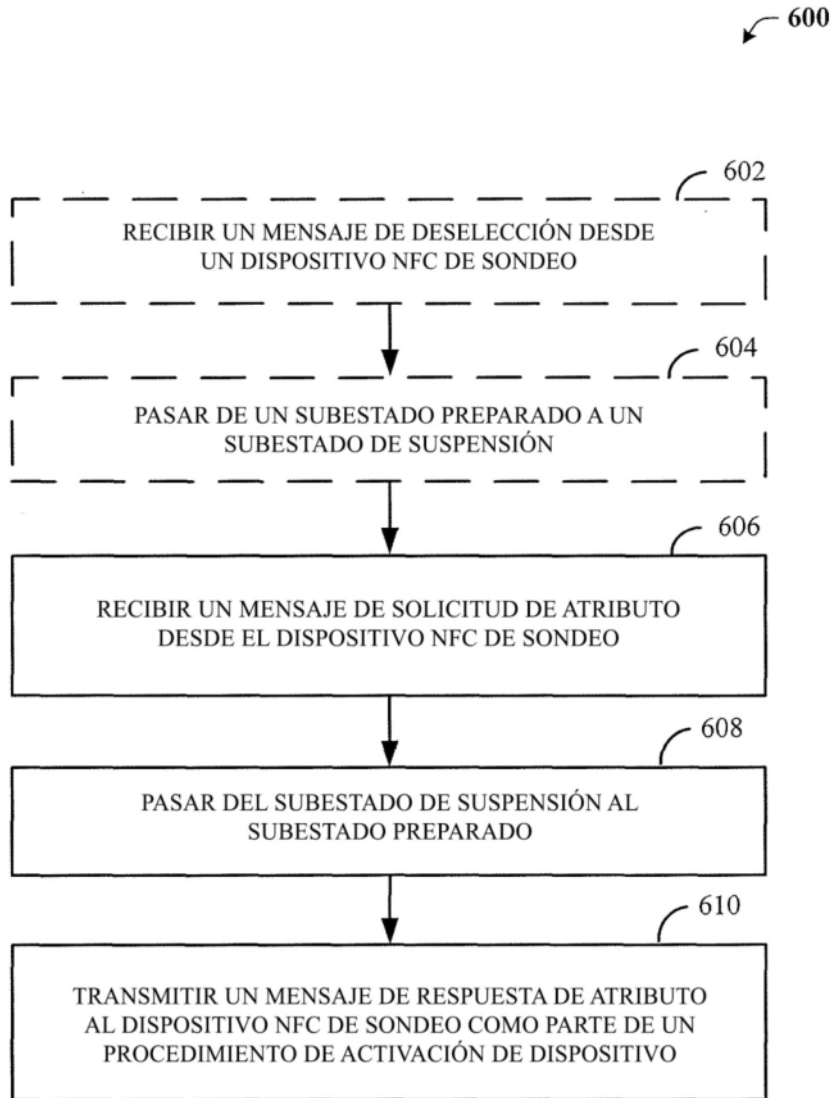 600
602
RECIBIR UN MENSAJE DE DESELECCIÓN DESDE
UN DISPOSITIVO NFC DE SONDEO
604
PASAR DE UN SUBESTADO PREPARADO A UN
SUBESTADO DE SUSPENSIÓN
606
RECIBIR UN MENSAJE DE SOLICITUD DE ATRIBUTO
DESDE EL DISPOSITIVO NFC DE SONDEO
608
PASAR DEL SUBESTADO DE SUSPENSIÓN AL
SUBESTADO PREPARADO
610
TRANSMITIR UN MENSAJE DE RESPUESTA DE ATRIBUTO
AL DISPOSITIVO NFC DE SONDEO COMO PARTE DE UN
PROCEDIMIENTO DE ACTIVACIÓN DE DISPOSITIVO